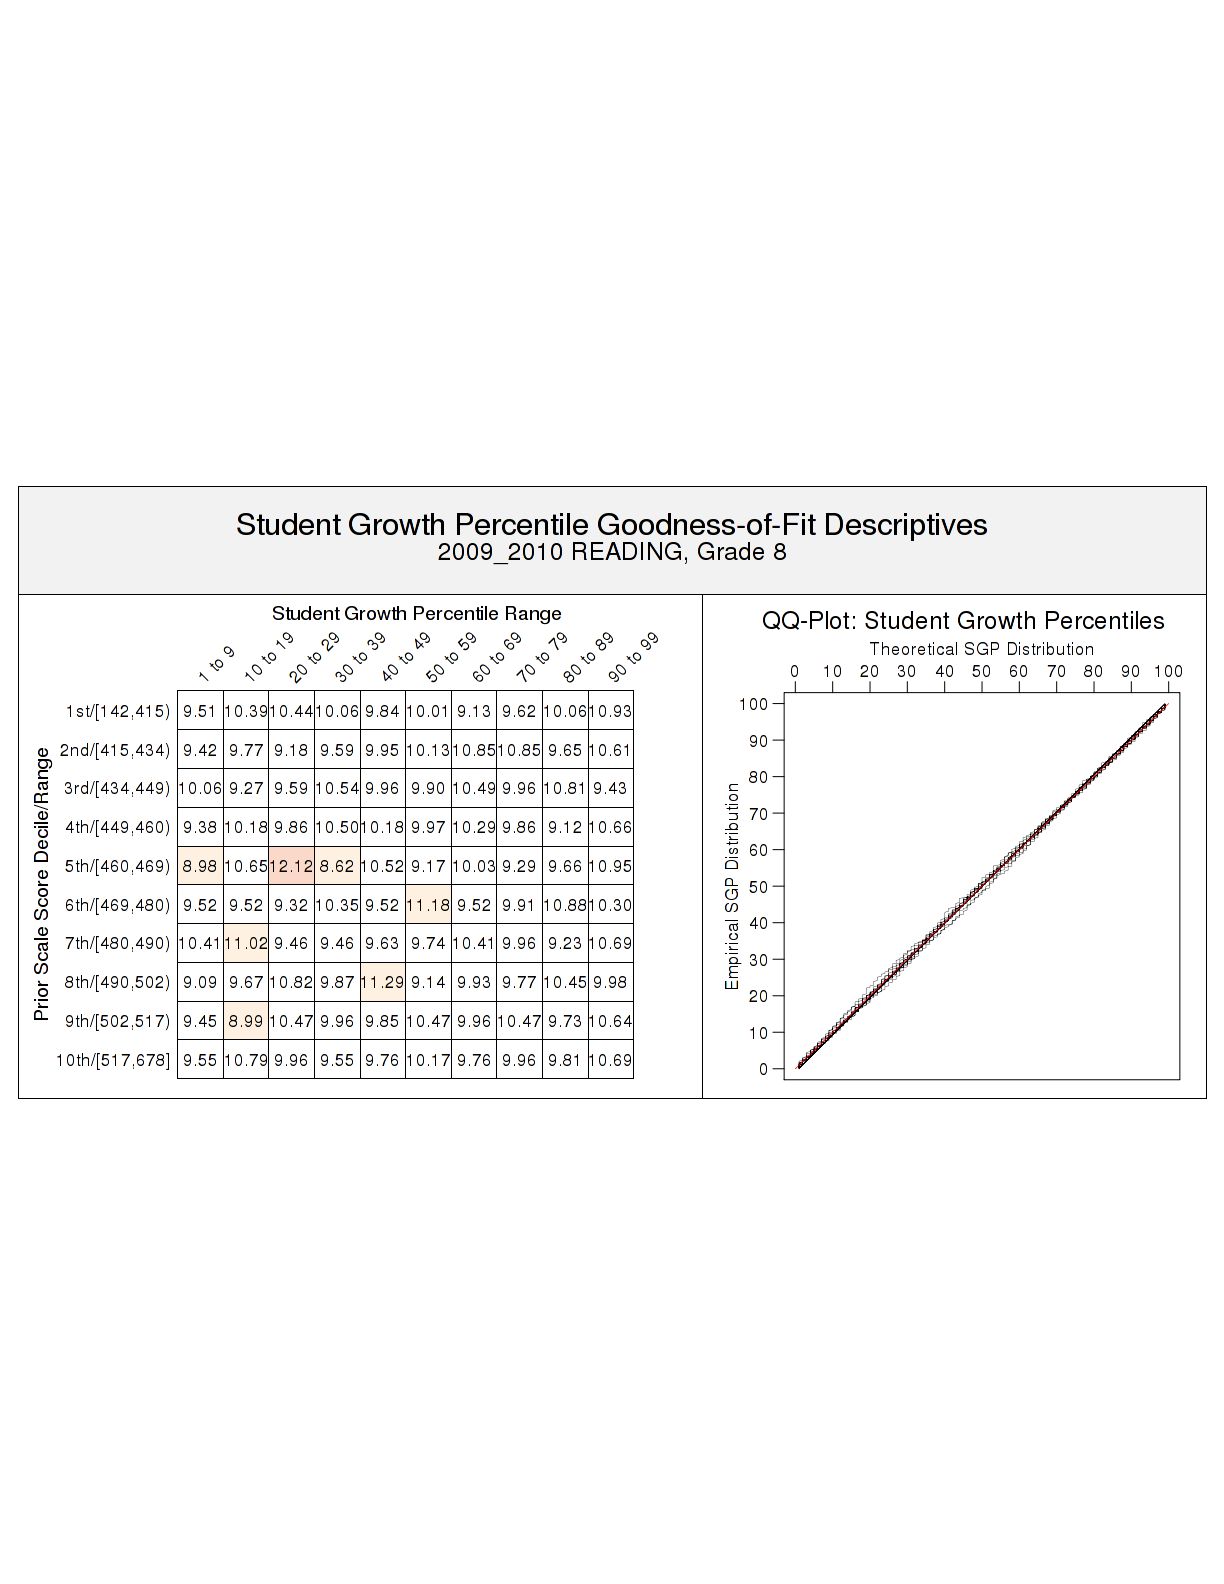 Student Growth Percentile Goodness-of-Fit Descriptives
2009_2010 READING, Grade 8
Student Growth Percentile Range
1 to 9 10 to 19 20 to 29 30 to 39 40 to 49 50 to 59 60 to 69 70 to 79 80 to 89 90 to 99
Prior Scale Score Decile/Range
1st/[142,415) 9.51 10.39 10.44 10.06 9.84 10.01 9.13 9.62 10.06 10.93
2nd/[415,434) 9.42 9.77 9.18 9.59 9.95 10.13 10.85 10.85 9.65 10.61
3rd/[434,449) 10.06 9.27 9.59 10.54 9.96 9.90 10.49 9.96 10.81 9.43
4th/[449,460) 9.38 10.18 9.86 10.50 10.18 9.97 10.29 9.86 9.12 10.66
5th/[460,469) 8.98 10.65 12.12 8.62 10.52 9.17 10.03 9.29 9.66 10.95
6th/[469,480) 9.52 9.52 9.32 10.35 9.52 11.18 9.52 9.91 10.88 10.30
7th/[480,490) 10.41 11.02 9.46 9.46 9.63 9.74 10.41 9.96 9.23 10.69
8th/[490,502) 9.09 9.67 10.82 9.87 11.29 9.14 9.93 9.77 10.45 9.98
9th/[502,517) 9.45 8.99 10.47 9.96 9.85 10.47 9.96 10.47 9.73 10.64
10th/[517,678] 9.55 10.79 9.96 9.55 9.76 10.17 9.76 9.96 9.81 10.69
QQ-Plot: Student Growth Percentiles
Theoretical SGP Distribution
0 10 20 30 40 50 60 70 80 90 100
Empirical SGP Distribution
100
90
80
70
60
50
40
30
20
10
0